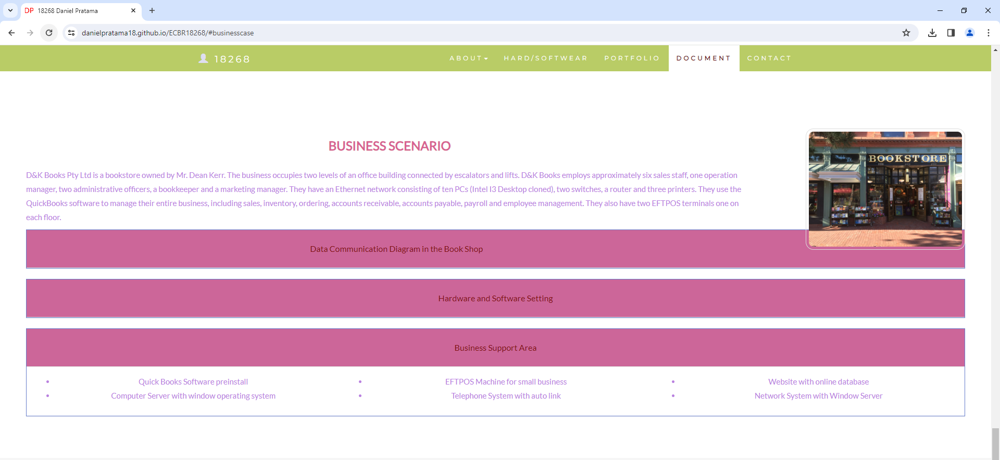 DP 18268 Daniel Pratama
danielpratama18.github.io/ECBR18268/#businesscase
18268 ABOUT HARD/SOFTWEAR PORTFOLIO DOCUMENT CONTACT
BUSINESS SCENARIO
BOOKSTORE
D&K Books Pty Ltd is a bookstore owned by Mr. Dean Kerr. The business occupies two levels of an office building connected by escalators and lifts. D&K Books employs approximately six sales staff, one operation
manager, two administrative officers, a bookkeeper and a marketing manager. They have an Ethernet network consisting of ten PCs (Intel I3 Desktop cloned), two switches, a router and three printers. They use the
QuickBooks software to manage their entire business, including sales, inventory, ordering, accounts receivable, accounts payable, payroll and employee management. They also have two EFTPOS terminals one on
each floor.
Data Communication Diagram in the Book Shop
Hardware and Software Setting
Business Support Area
• Quick Books Software preinstall • EFTPOS Machine for small business • Website with online database
• Computer Server with window operating system • Telephone System with auto link • Network System with Window Server